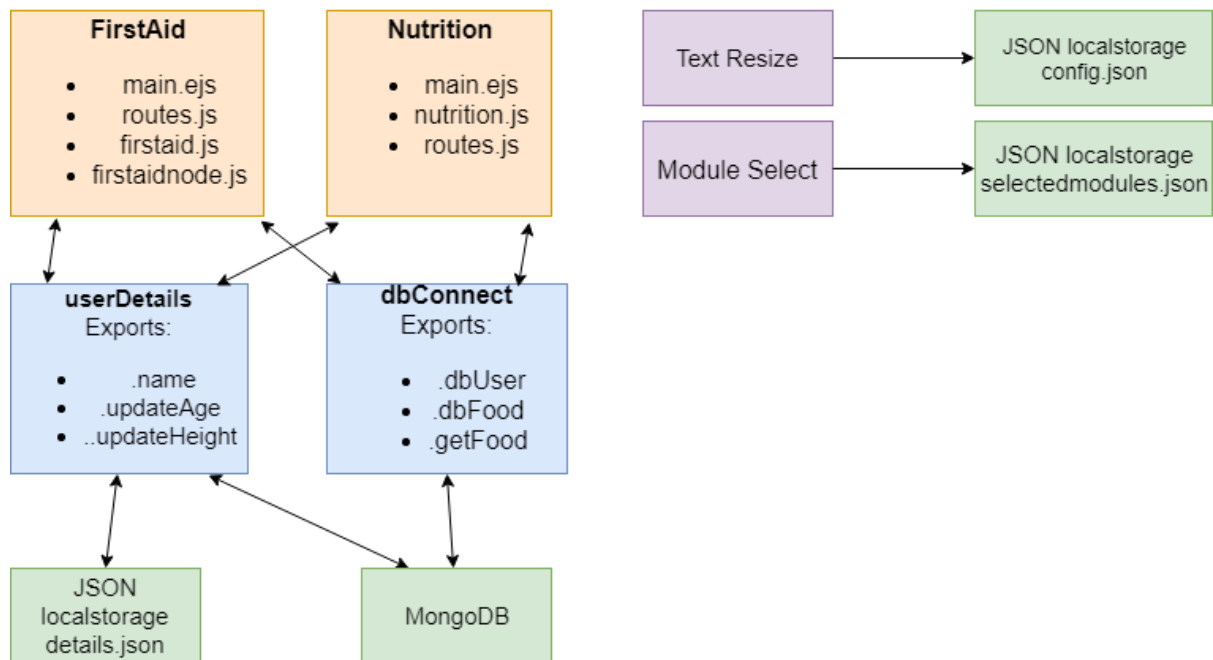 FirstAid
• main.ejs
• routes.js
• firstaid.js
• firstaidnode.js
Nutrition
• main.ejs
• nutrition.js
• routes.js
Text Resize
JSON localstorage
config.json
Module Select
JSON localstorage
selectedmodules.json
userDetails
Exports:
• .name
• .updateAge
• ..updateHeight
dbConnect
Exports:
• .dbUser
• .dbFood
• .getFood
JSON
localstorage
details.json
MongoDB